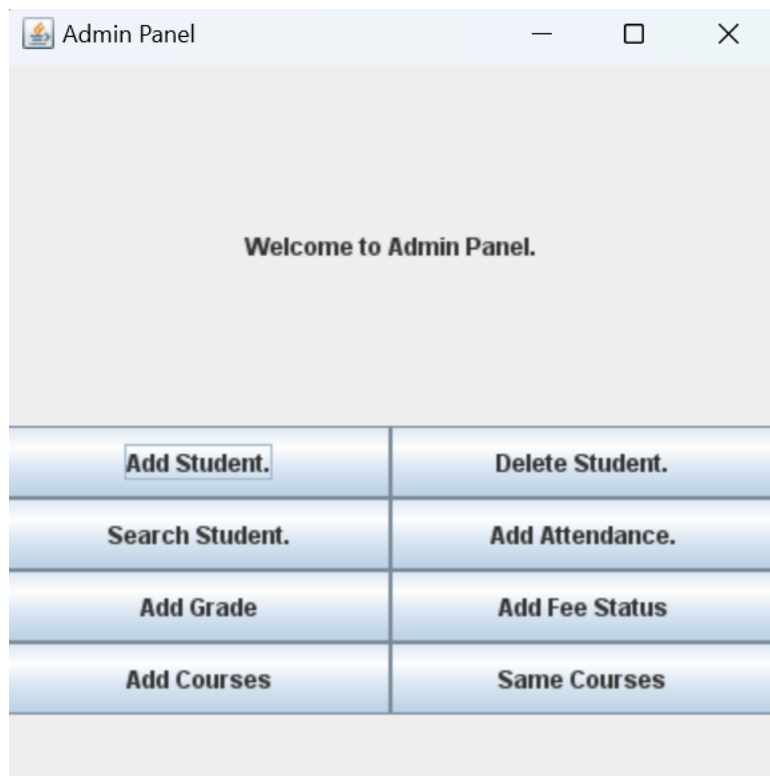 Admin Panel
Welcome to Admin Panel.
Add Student.
Delete Student.
Search Student.
Add Attendance.
Add Grade
Add Fee Status
Add Courses
Same Courses